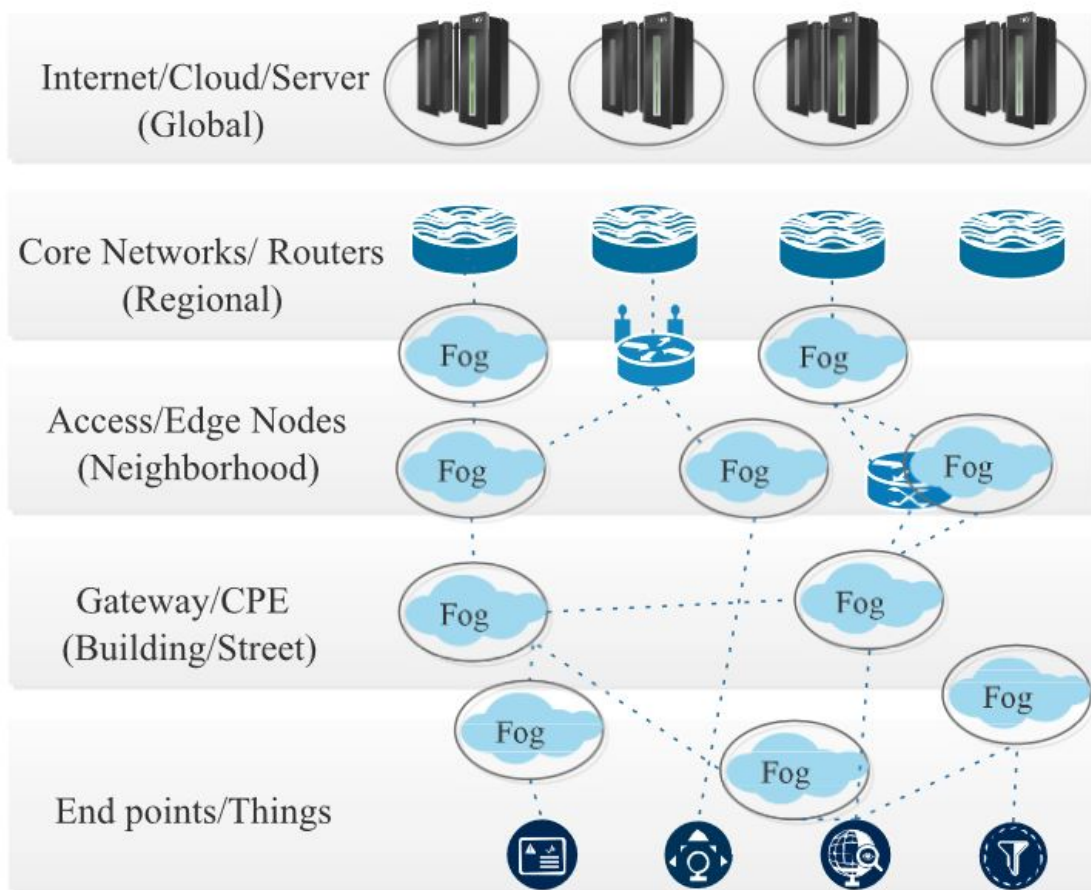 Internet/Cloud/Server
(Global)
Core Networks/ Routers
(Regional)
Fog
Fog
Access/Edge Nodes
(Neighborhood)
Fog
Fog
Fog
Gateway/CPE
(Building/Street)
Fog
Fog
Fog
Fog
Fog
End points/Things